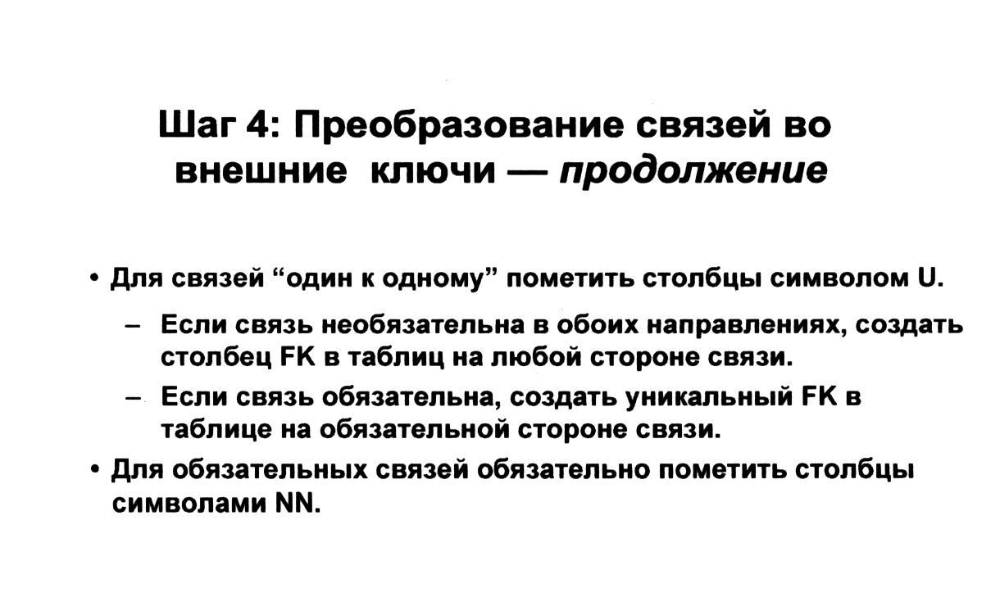 Шаг 4: Преобразование связей во
внешние ключи — продолжение
• Для связей “один к одному” пометить столбцы символом U.
– Если связь необязательна в обоих направлениях, создать
столбец FK в таблиц на любой стороне связи.
– Если связь обязательна, создать уникальный FK в
таблице на обязательной стороне связи.
• Для обязательных связей обязательно пометить столбцы
символами NN.